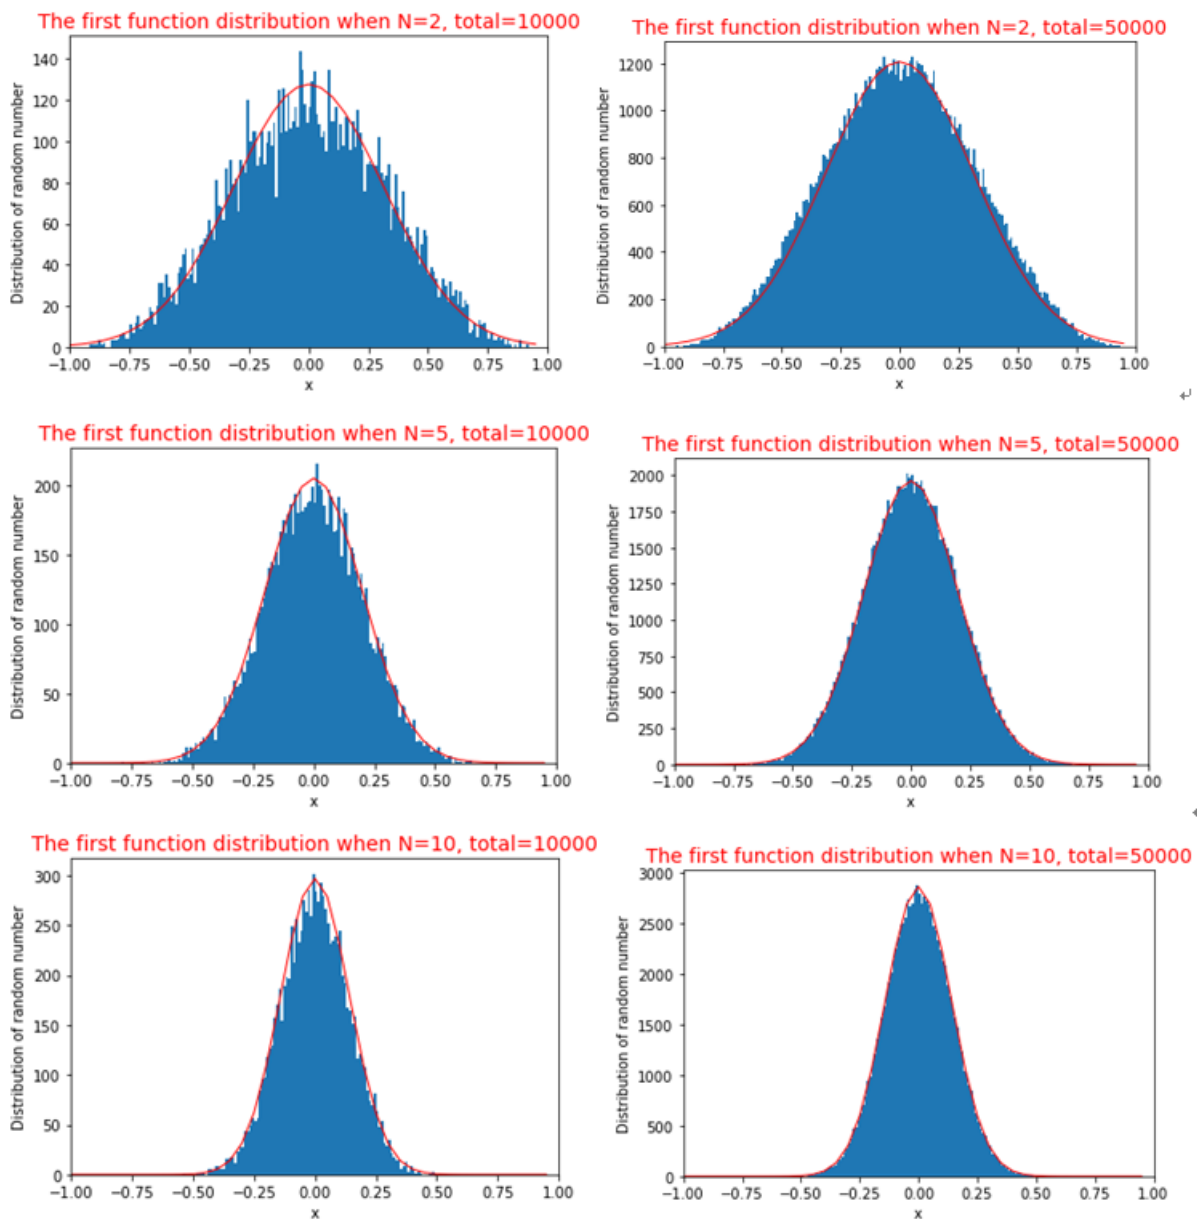 The first function distribution when N=2, total=10000
Distribution of random number
140
120
100
80
60
40
20
0
−1.00 −0.75 −0.50 −0.25 0.00 0.25 0.50 0.75 1.00
x
The first function distribution when N=2, total=50000
Distribution of random number
1200
1000
800
600
400
200
0
−1.00 −0.75 −0.50 −0.25 0.00 0.25 0.50 0.75 1.00
x
The first function distribution when N=5, total=10000
Distribution of random number
200
150
100
50
0
−1.00 −0.75 −0.50 −0.25 0.00 0.25 0.50 0.75 1.00
x
The first function distribution when N=5, total=50000
Distribution of random number
2000
1750
1500
1250
1000
750
500
250
0
−1.00 −0.75 −0.50 −0.25 0.00 0.25 0.50 0.75 1.00
x
The first function distribution when N=10, total=10000
Distribution of random number
300
250
200
150
100
50
0
−1.00 −0.75 −0.50 −0.25 0.00 0.25 0.50 0.75 1.00
x
The first function distribution when N=10, total=50000
Distribution of random number
3000
2500
2000
1500
1000
500
0
−1.00 −0.75 −0.50 −0.25 0.00 0.25 0.50 0.75 1.00
x